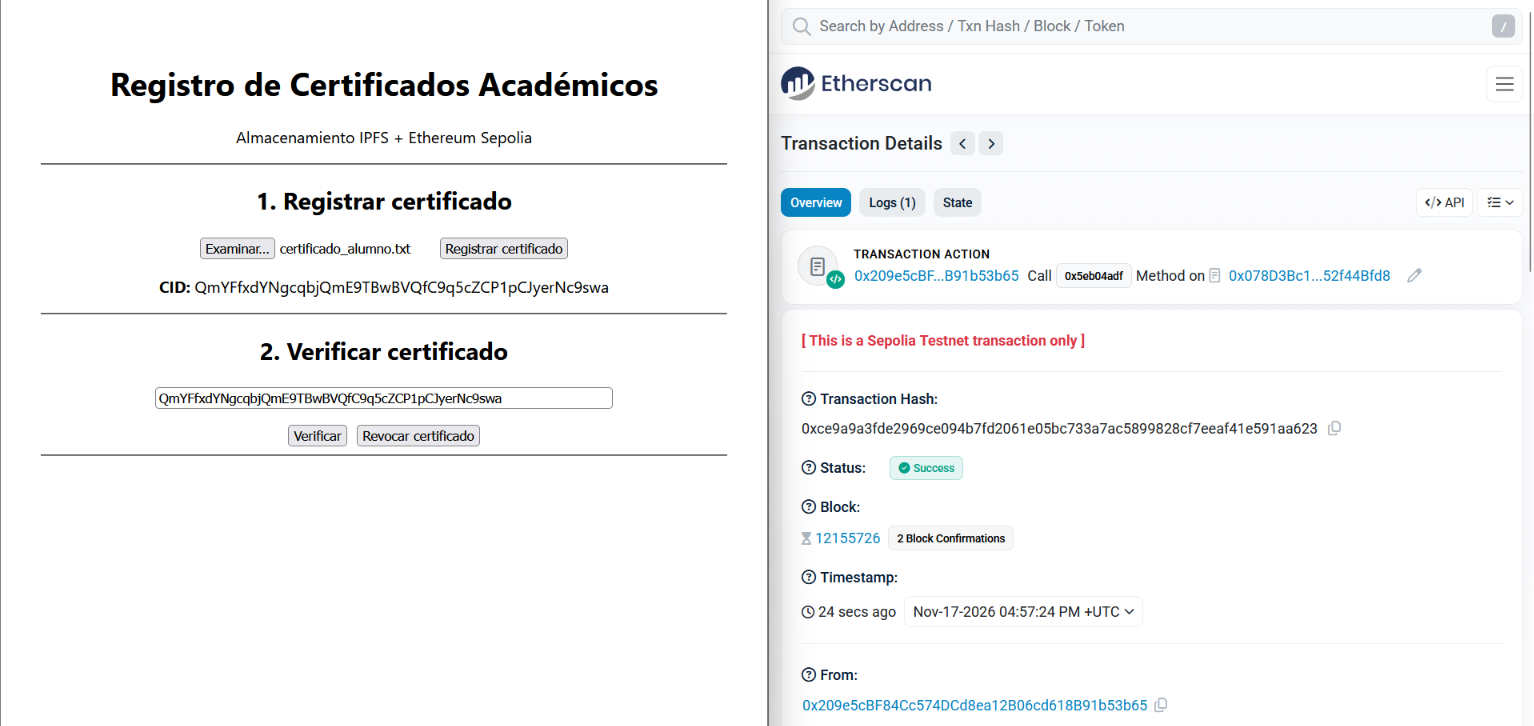 Registro de Certificados Académicos
Almacenamiento IPFS + Ethereum Sepolia
1. Registrar certificado
Examinar... certificado_alumno.txt Registrar certificado
CID: QmYFfxdYNgcqbjQmE9TBwBVQfC9q5cZCP1pCJyerNc9swa
2. Verificar certificado
QmYFfxdYNgcqbjQmE9TBwBVQfC9q5cZCP1pCJyerNc9swa
Verificar Revocar certificado
Search by Address / Txn Hash / Block / Token /
Etherscan
Transaction Details
Overview Logs (1) State </> API
TRANSACTION ACTION
0x209e5cBF...B91b53b65 Call 0x5eb04adf Method on 0x078D3Bc1...52f44Bfd8
[ This is a Sepolia Testnet transaction only ]
Transaction Hash:
0xce9a9a3fde2969ce094b7fd2061e05bc733a7ac5899828cf7eeaf41e591aa623
Status: Success
Block:
12155726 2 Block Confirmations
Timestamp:
24 secs ago Nov-17-2026 04:57:24 PM +UTC
From:
0x209e5cBF84Cc574DCd8ea12B06cd618B91b53b65